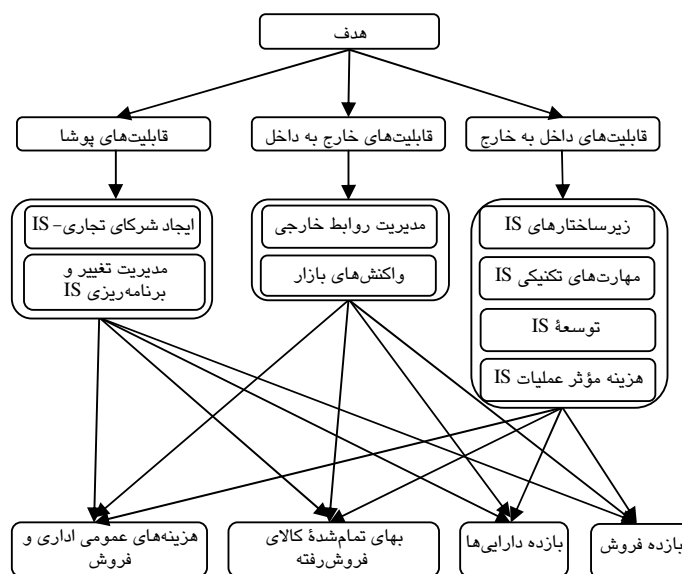 هدف
قابلیت‌های داخل به خارج
قابلیت‌های خارج به داخل
قابلیت‌های پوشا
زیرساختارهای IS
مهارت‌های تکنیکی IS
توسعۀ IS
هزینه مؤثر عملیات IS
مدیریت روابط خارجی
واکنش‌های بازار
ایجاد شرکای تجاری-IS
مدیریت تغییر و
برنامه‌ریزی IS
بازده فروش
بازده دارایی‌ها
بهای تمام‌شدۀ کالای
فروش‌رفته
هزینه‌های عمومی اداری و
فروش